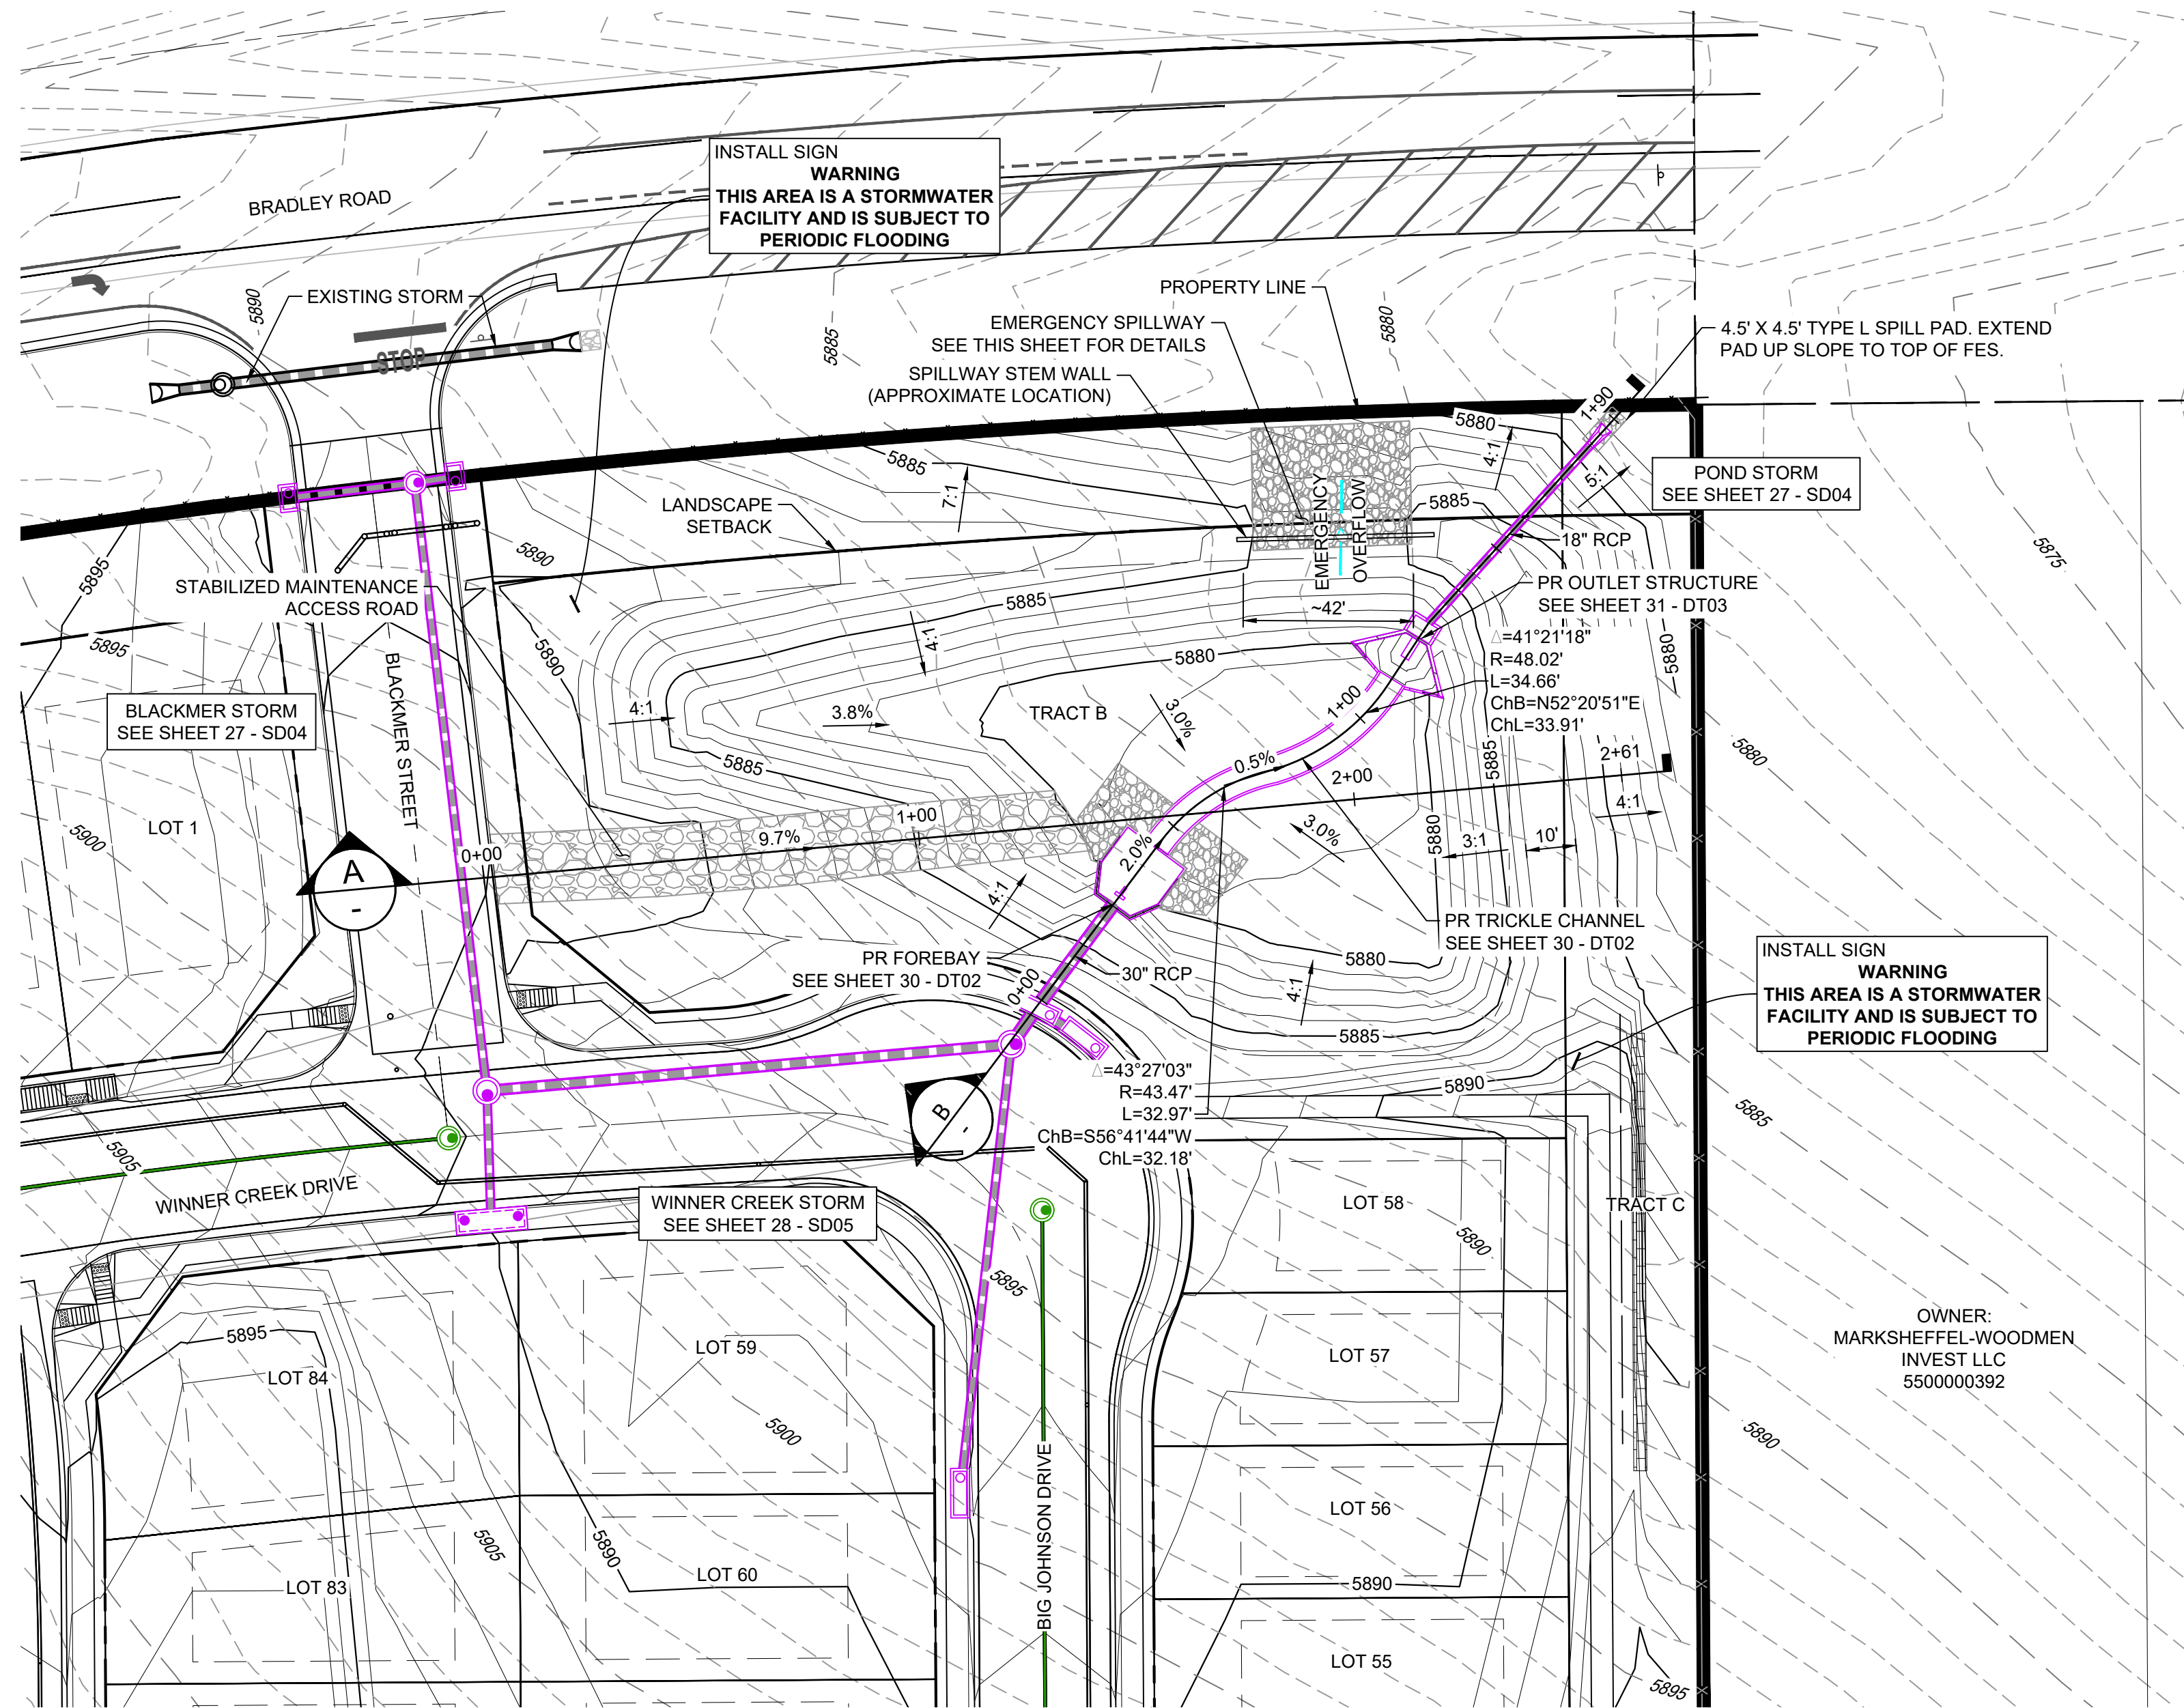 INSTALL SIGN
WARNING
THIS AREA IS A STORMWATER
FACILITY AND IS SUBJECT TO
PERIODIC FLOODING
BRADLEY ROAD
5890
EXISTING STORM
STOP
5885
PROPERTY LINE
5880
EMERGENCY SPILLWAY
SEE THIS SHEET FOR DETAILS
SPILLWAY STEM WALL
(APPROXIMATE LOCATION)
4.5' X 4.5' TYPE L SPILL PAD. EXTEND
PAD UP SLOPE TO TOP OF FES.
1+90
5880
4:1
5:1
5885
7:1
POND STORM
SEE SHEET 27 - SD04
LANDSCAPE
SETBACK
EMERGENCY
OVERFLOW
5885
18" RCP
5890
5875
5895
STABILIZED MAINTENANCE
ACCESS ROAD
PR OUTLET STRUCTURE
SEE SHEET 31 - DT03
5885
~42'
4:1
5895
5890
5880
5880
Δ=41°21'18"
R=48.02'
L=34.66'
ChB=N52°20'51"E
ChL=33.91'
BLACKMER STREET
BLACKMER STORM
SEE SHEET 27 - SD04
4:1
3.8%
TRACT B
3.0%
1+00
5885
0.5%
5885
2+61
5880
2+00
4:1
LOT 1
5900
1+00
9.7%
0+00
3.0%
5880
3:1
10'
A
-
2.0%
4:1
PR TRICKLE CHANNEL
SEE SHEET 30 - DT02
PR FOREBAY
SEE SHEET 30 - DT02
30" RCP
0+00
5880
4:1
5885
INSTALL SIGN
WARNING
THIS AREA IS A STORMWATER
FACILITY AND IS SUBJECT TO
PERIODIC FLOODING
Δ=43°27'03"
R=43.47'
L=32.97'
ChB=S56°41'44"W
ChL=32.18'
5890
5885
B
-
5905
WINNER CREEK DRIVE
WINNER CREEK STORM
SEE SHEET 28 - SD05
LOT 58
5890
TRACT C
5895
5895
LOT 59
LOT 84
LOT 57
OWNER:
MARKSHEFFEL-WOODMEN
INVEST LLC
5500000392
5900
5890
BIG JOHNSON DRIVE
LOT 56
5905
5890
LOT 60
LOT 83
5890
LOT 55
5895